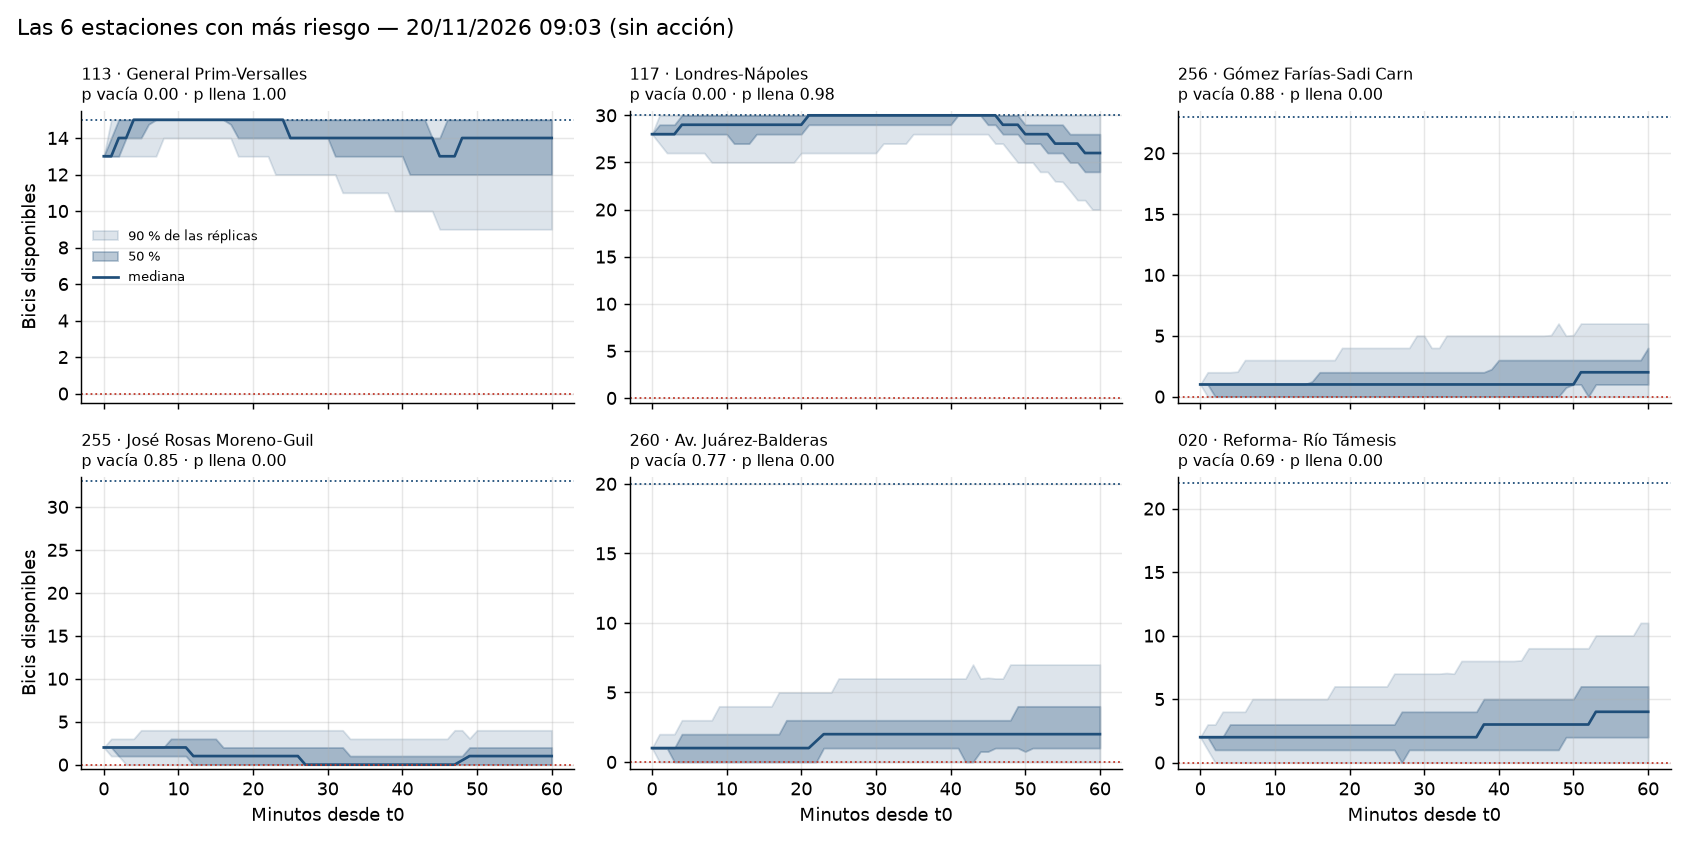 Las 6 estaciones con más riesgo — 20/11/2026 09:03 (sin acción)
113 · General Prim-Versalles
p vacía 0.00 · p llena 1.00
117 · Londres-Nápoles
p vacía 0.00 · p llena 0.98
256 · Gómez Farías-Sadi Carn
p vacía 0.88 · p llena 0.00
Bicis disponibles
14
12
10
8
6
4
2
0
90 % de las réplicas
50 %
mediana
30
25
20
15
10
5
0
20
15
10
5
0
255 · José Rosas Moreno-Guil
p vacía 0.85 · p llena 0.00
260 · Av. Juárez-Balderas
p vacía 0.77 · p llena 0.00
020 · Reforma- Río Támesis
p vacía 0.69 · p llena 0.00
Bicis disponibles
30
25
20
15
10
5
0
0 10 20 30 40 50 60
Minutos desde t0
20
15
10
5
0
0 10 20 30 40 50 60
Minutos desde t0
20
15
10
5
0
0 10 20 30 40 50 60
Minutos desde t0